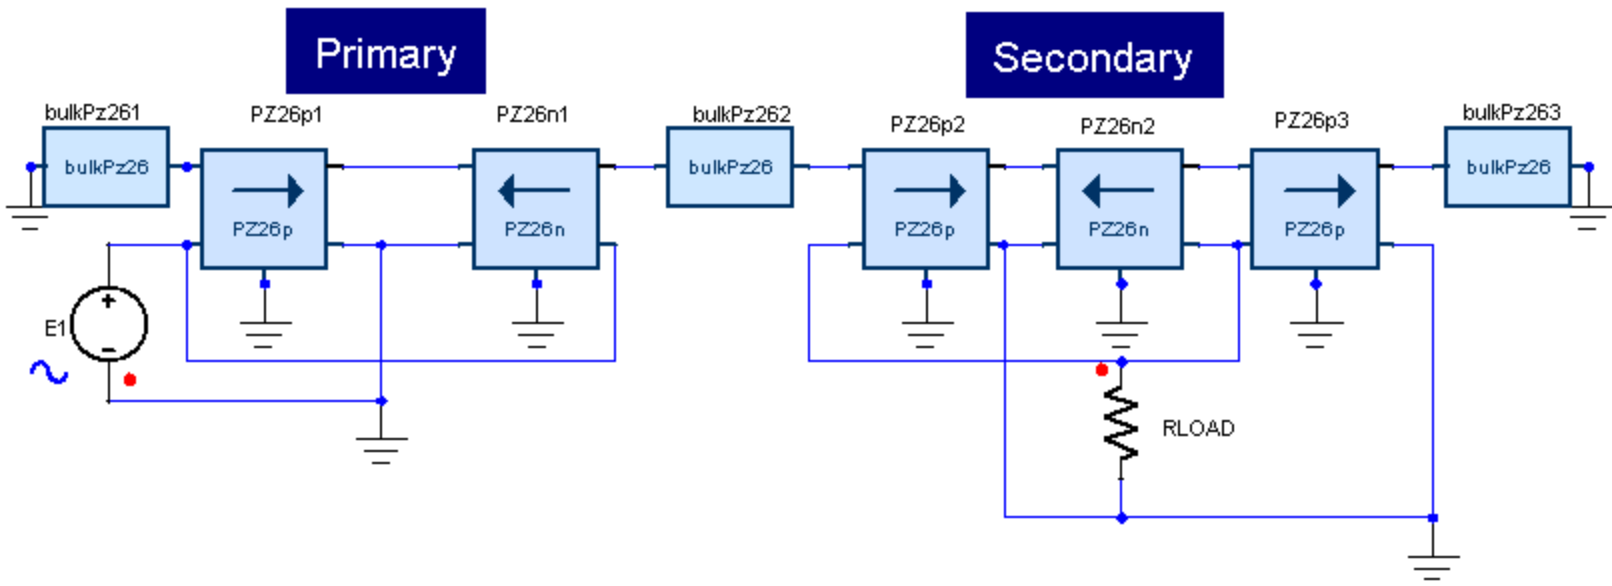 Primary
Secondary
bulkPz261
PZ26p1
PZ26n1
bulkPz262
PZ26p2
PZ26n2
PZ26p3
bulkPz263
bulkPz26
PZ26p
PZ26n
bulkPz26
PZ26p
PZ26n
PZ26p
bulkPz26
+
E1
−
RLOAD